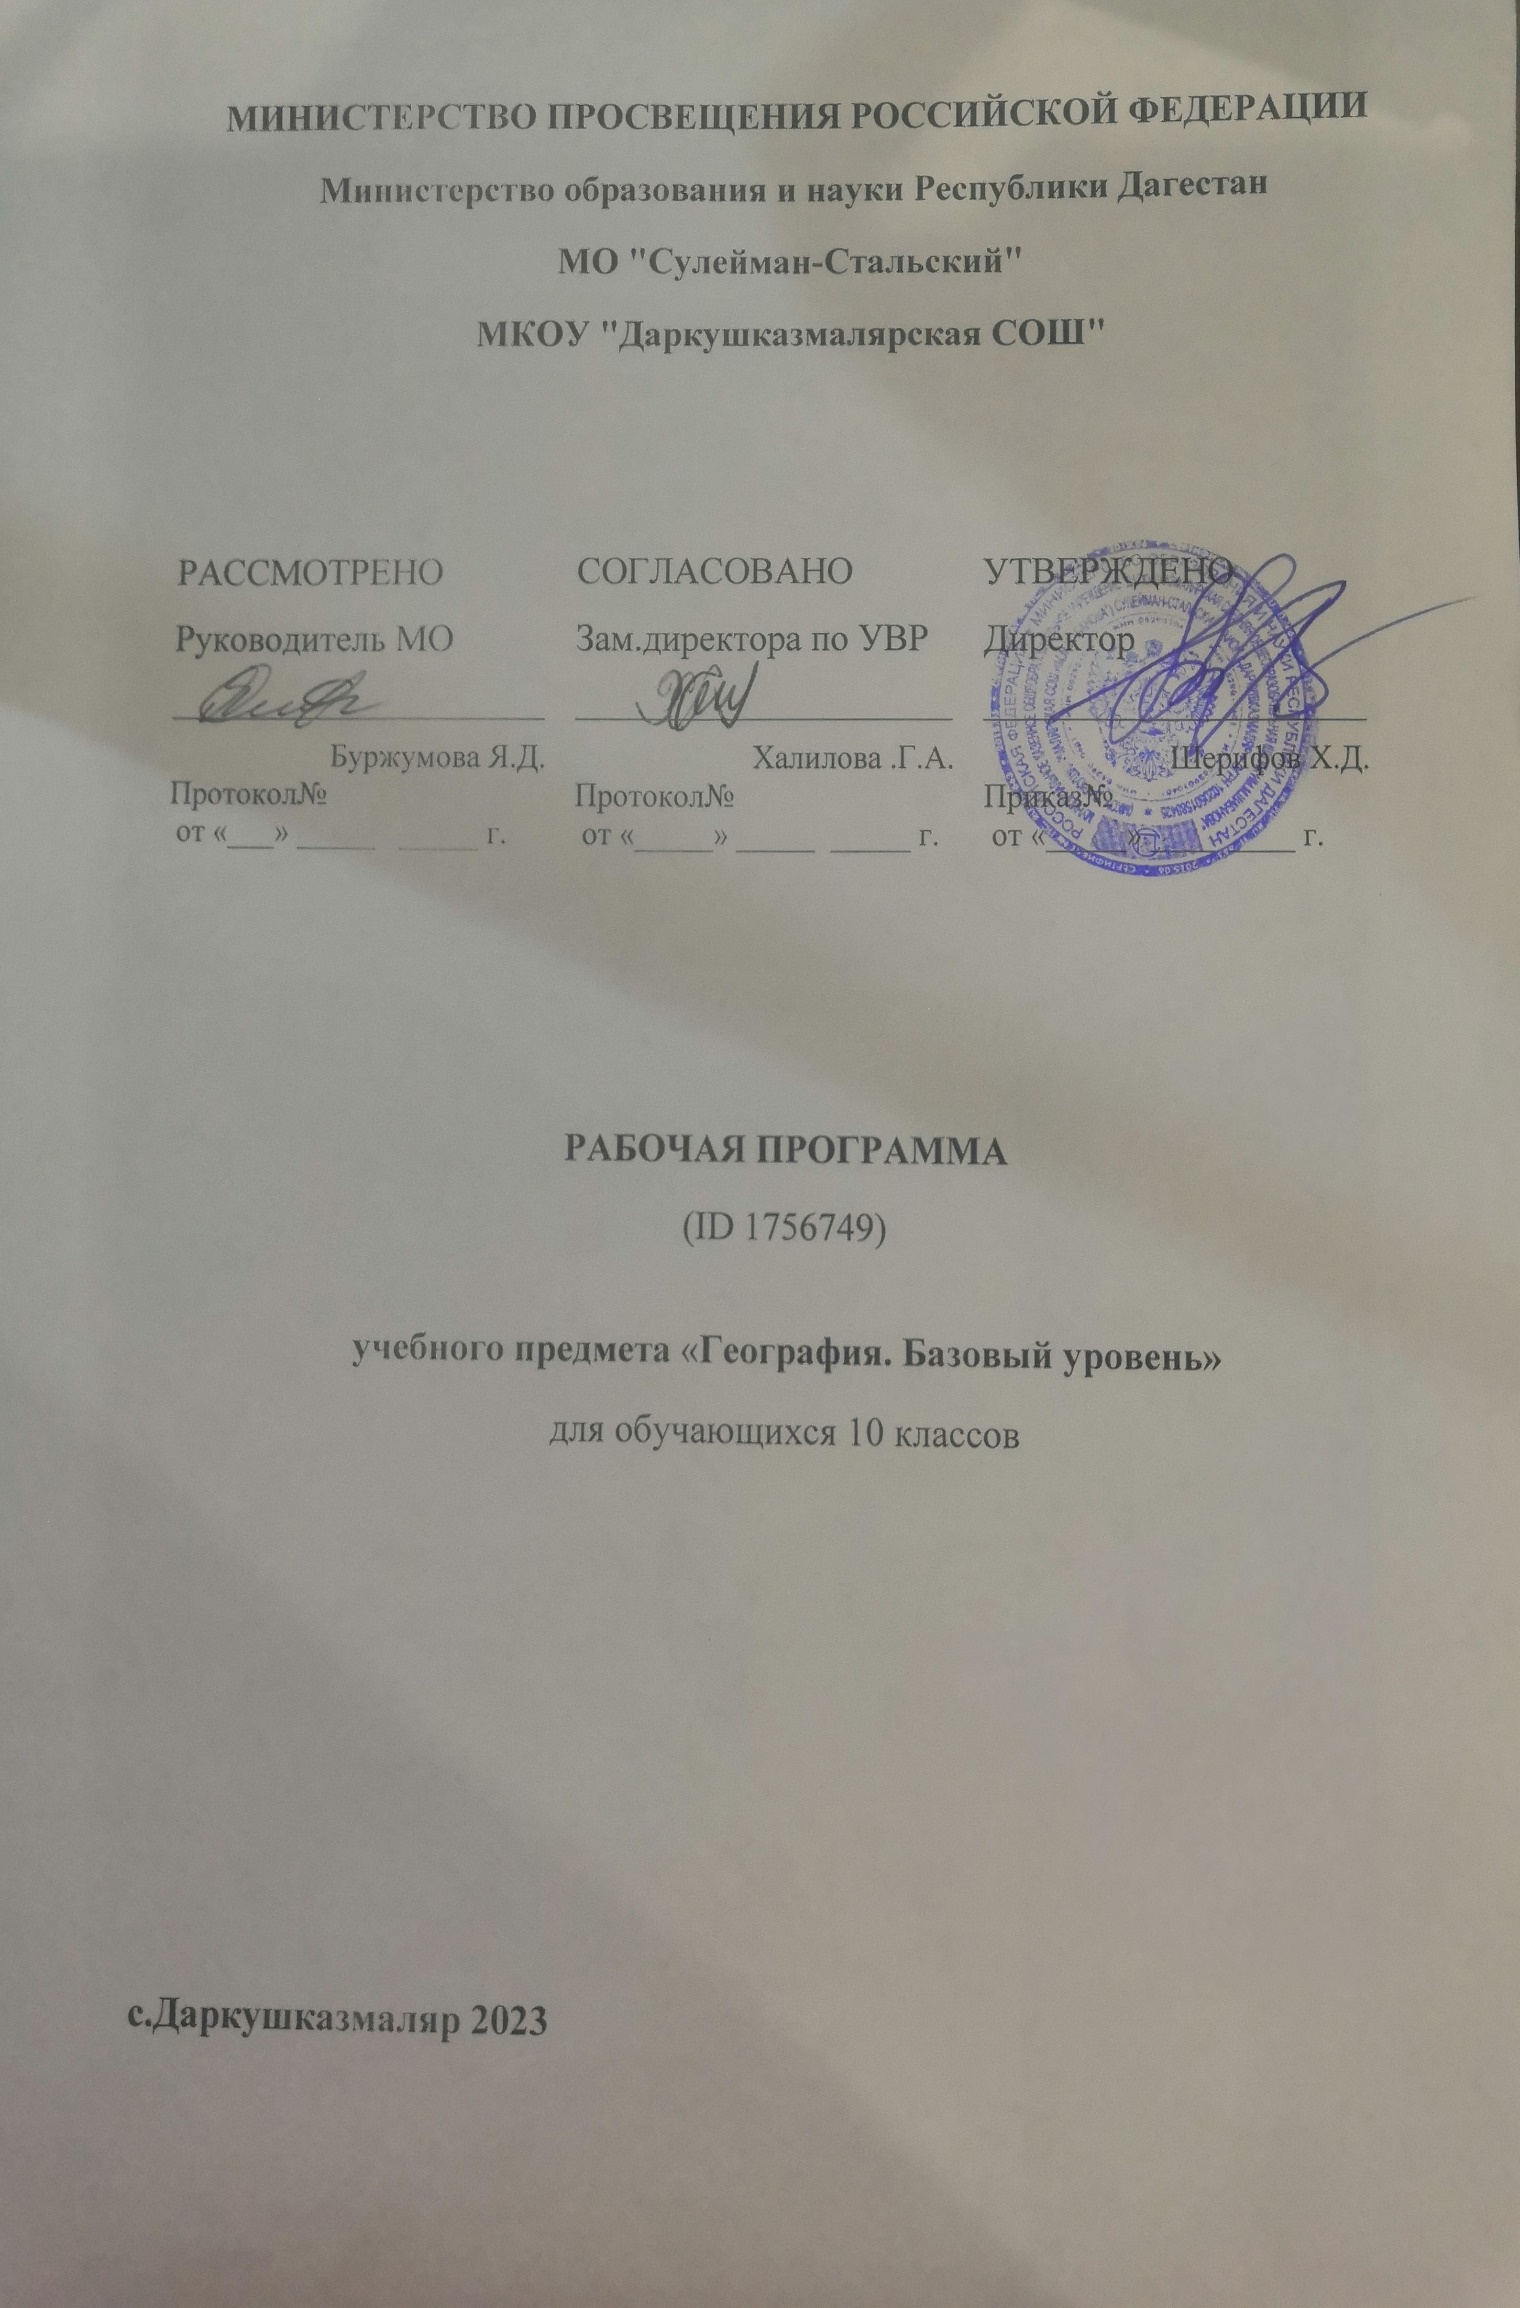 МИНИСТЕРСТВО ПРОСВЕЩЕНИЯ РОССИЙСКОЙ ФЕДЕРАЦИИ
Министерство образования и науки Республики Дагестан
МО "Сулейман-Стальский"
МКОУ "Даркушказмалярская СОШ"
РАССМОТРЕНО
Руководитель МО
Буржумова Я.Д.
Протокол№
от «___» _____ _____ г.
СОГЛАСОВАНО
Зам.директора по УВР
Халилова .Г.А.
Протокол№
от «_____» _____ _____ г.
УТВЕРЖДЕНО
Директор
Шерифов Х.Д.
Приказ№
от «_____» _____ _____ г.
РАБОЧАЯ ПРОГРАММА
(ID 1756749)
учебного предмета «География. Базовый уровень»
для обучающихся 10 классов
с.Даркушказмаляр 2023